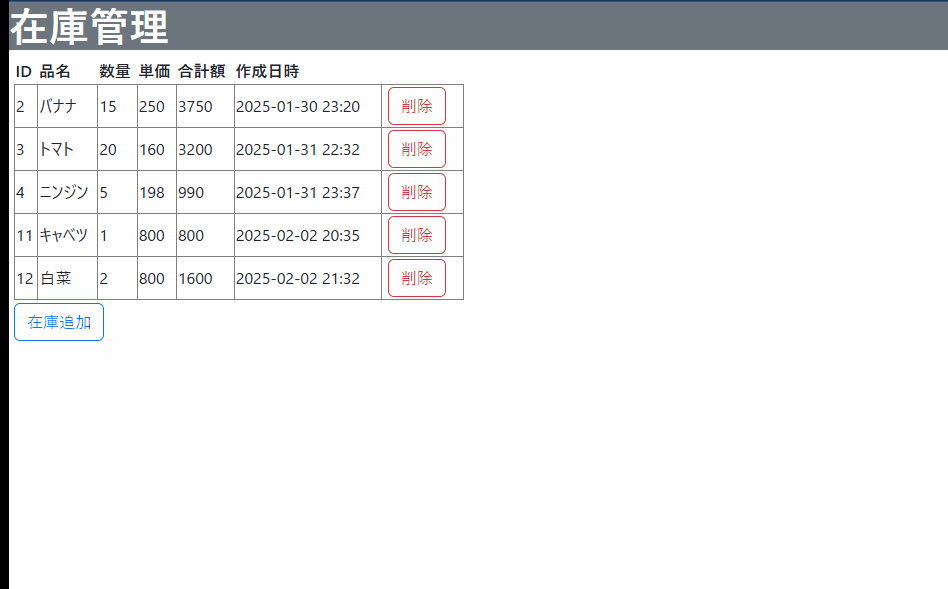 在庫管理
ID 品名 数量 単価 合計額 作成日時
2 バナナ 15 250 3750 2025-01-30 23:20 削除
3 トマト 20 160 3200 2025-01-31 22:32 削除
4 ニンジン 5 198 990 2025-01-31 23:37 削除
11 キャベツ 1 800 800 2025-02-02 20:35 削除
12 白菜 2 800 1600 2025-02-02 21:32 削除
在庫追加